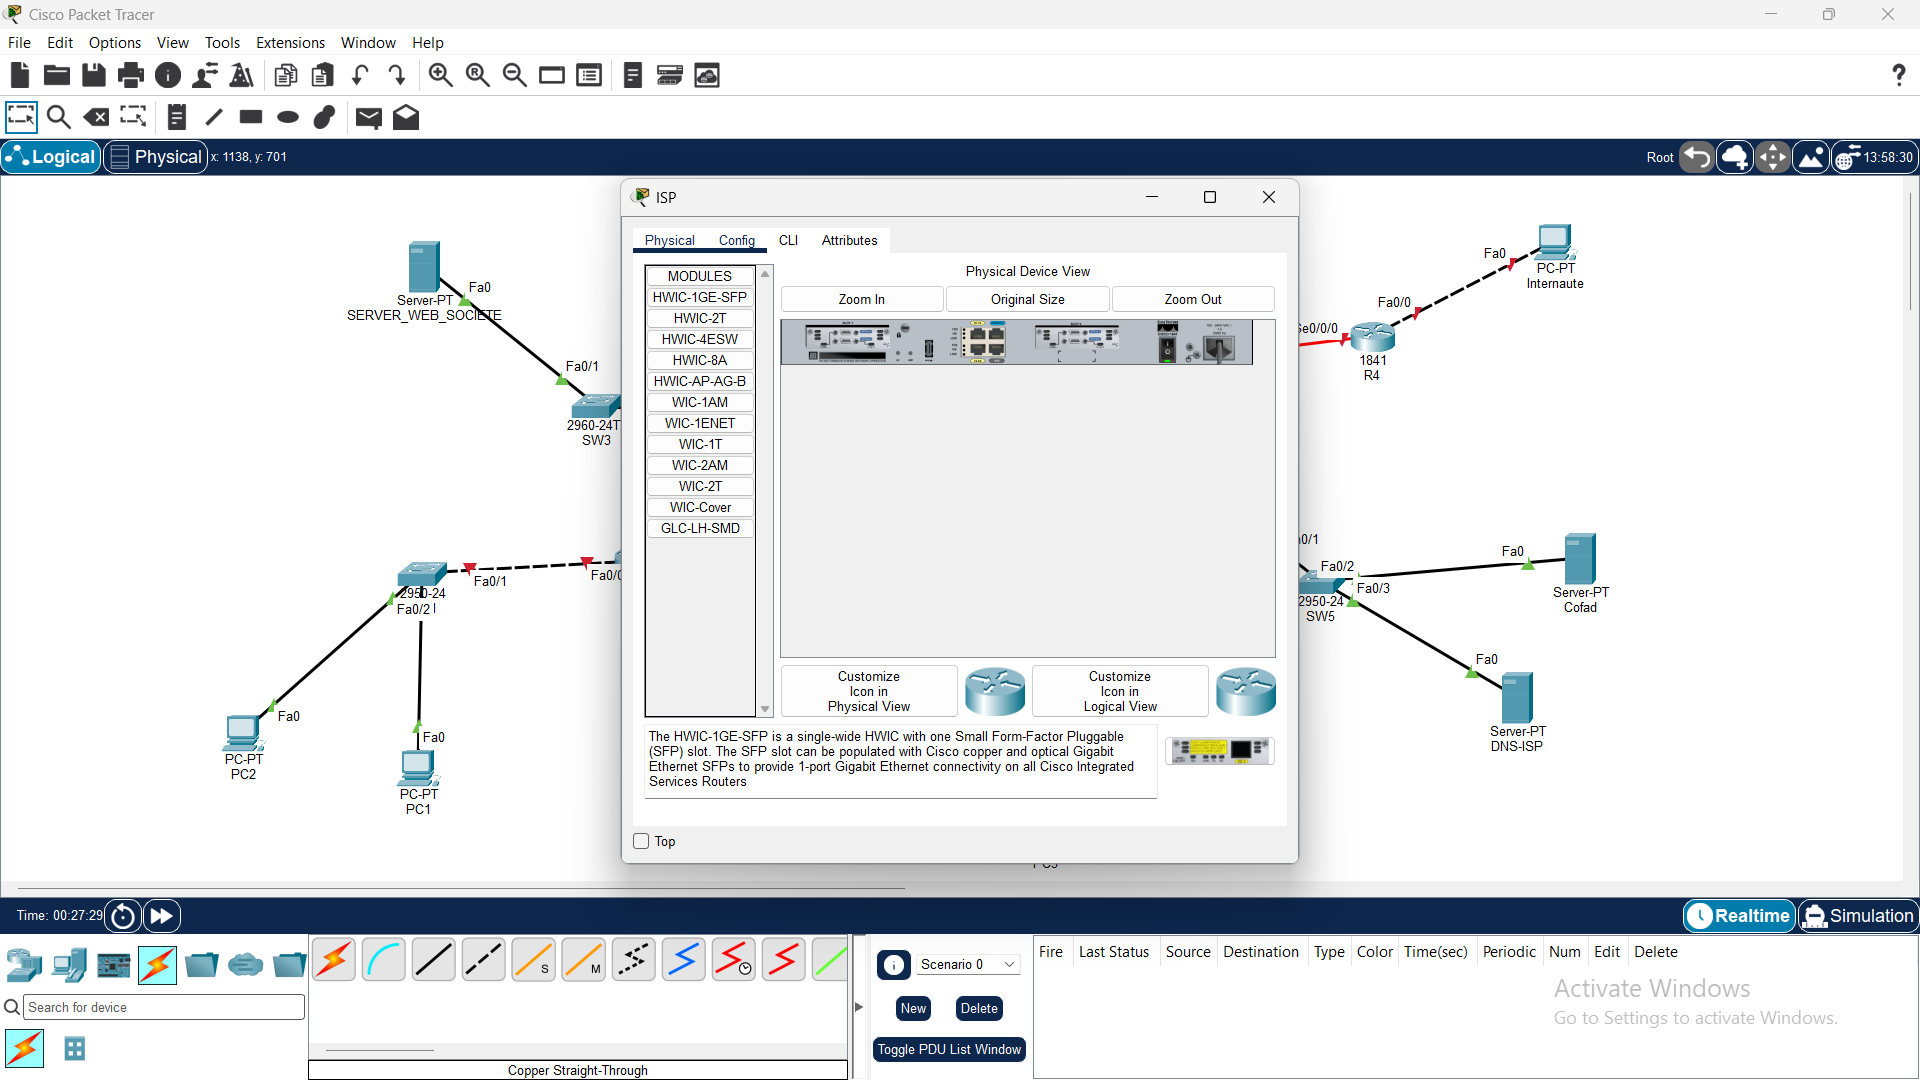 Cisco Packet Tracer
File Edit Options View Tools Extensions Window Help
Logical Physical x: 1138, y: 701 Root 13:58:30
ISP
Physical Config CLI Attributes
MODULES
HWIC-1GE-SFP
HWIC-2T
HWIC-4ESW
HWIC-8A
HWIC-AP-AG-B
WIC-1AM
WIC-1ENET
WIC-1T
WIC-2AM
WIC-2T
WIC-Cover
GLC-LH-SMD
Physical Device View
Zoom In Original Size Zoom Out
Customize
Icon in
Physical View
Customize
Icon in
Logical View
The HWIC-1GE-SFP is a single-wide HWIC with one Small Form-Factor Pluggable
(SFP) slot. The SFP slot can be populated with Cisco copper and optical Gigabit
Ethernet SFPs to provide 1-port Gigabit Ethernet connectivity on all Cisco Integrated
Services Routers
Top
Fa0
Server-PT
SERVER_WEB_SOCIETE
Fa0/1
2960-24T
SW3
Fa0/1
Fa0/0
2950-24
Fa0/2
Fa0
PC-PT
PC2
Fa0
PC-PT
PC1
Fa0
PC-PT
Internaute
Fa0/0
Se0/0/0
1841
R4
Fa0/2
Fa0/3
2950-24
SW5
Fa0
Server-PT
Cofad
Fa0
Server-PT
DNS-ISP
Time: 00:27:29 Realtime Simulation
Search for device
S M
Copper Straight-Through
Scenario 0
New Delete
Toggle PDU List Window
Fire Last Status Source Destination Type Color Time(sec) Periodic Num Edit Delete
Activate Windows
Go to Settings to activate Windows.